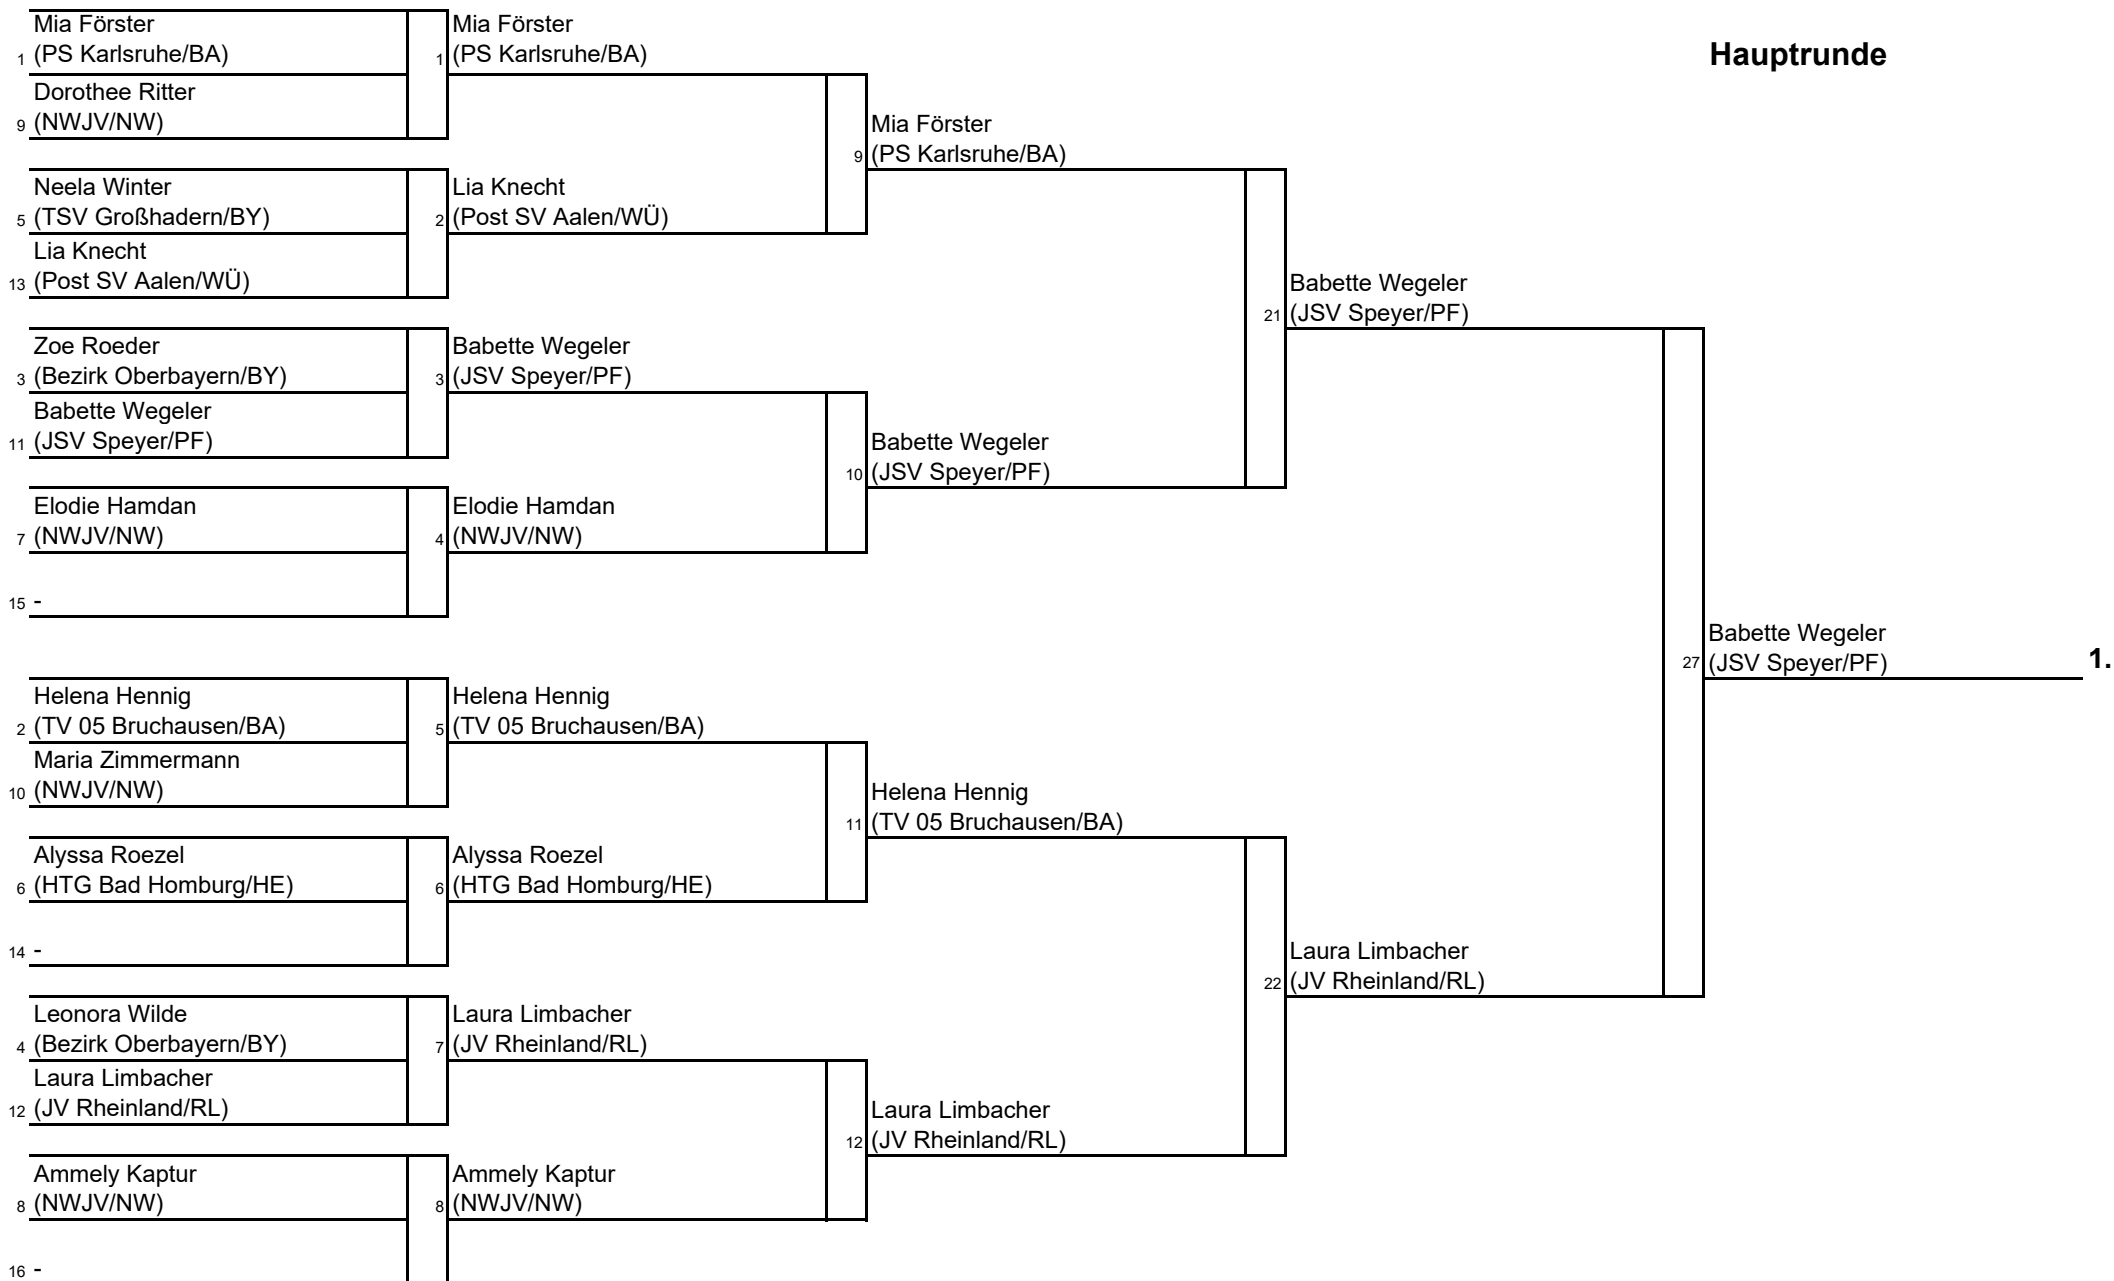 Hauptrunde
Mia Förster
1 (PS Karlsruhe/BA)
Dorothee Ritter
9 (NWJV/NW)
Neela Winter
5 (TSV Großhadern/BY)
Lia Knecht
13 (Post SV Aalen/WÜ)
Zoe Roeder
3 (Bezirk Oberbayern/BY)
Babette Wegeler
11 (JSV Speyer/PF)
Elodie Hamdan
7 (NWJV/NW)
15 -
Helena Hennig
2 (TV 05 Bruchausen/BA)
Maria Zimmermann
10 (NWJV/NW)
Alyssa Roezel
6 (HTG Bad Homburg/HE)
14 -
Leonora Wilde
4 (Bezirk Oberbayern/BY)
Laura Limbacher
12 (JV Rheinland/RL)
Ammely Kaptur
8 (NWJV/NW)
16 -
Mia Förster
1 (PS Karlsruhe/BA)
Lia Knecht
2 (Post SV Aalen/WÜ)
Babette Wegeler
3 (JSV Speyer/PF)
Elodie Hamdan
4 (NWJV/NW)
Helena Hennig
5 (TV 05 Bruchausen/BA)
Alyssa Roezel
6 (HTG Bad Homburg/HE)
Laura Limbacher
7 (JV Rheinland/RL)
Ammely Kaptur
8 (NWJV/NW)
Mia Förster
9 (PS Karlsruhe/BA)
Babette Wegeler
10 (JSV Speyer/PF)
Helena Hennig
11 (TV 05 Bruchausen/BA)
Laura Limbacher
12 (JV Rheinland/RL)
Babette Wegeler
21 (JSV Speyer/PF)
Laura Limbacher
22 (JV Rheinland/RL)
Babette Wegeler
27 (JSV Speyer/PF)
1.